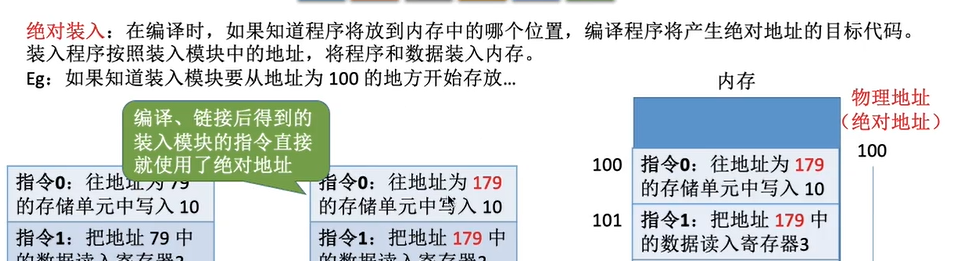 绝对装入：在编译时，如果知道程序将放到内存中的哪个位置，编译程序将产生绝对地址的目标代码。
装入程序按照装入模块中的地址，将程序和数据装入内存。
Eg：如果知道装入模块要从地址为 100 的地方开始存放...
编译、链接后得到的
装入模块的指令直接
就使用了绝对地址
指令0：往地址为 79
的存储单元中写入 10
指令1：把地址 79 中
的数据读入寄存器3
指令0：往地址为 179
的存储单元中写入 10
指令1：把地址 179 中
的数据读入寄存器3
内存
100
指令0：往地址为 179
的存储单元中写入 10
101
指令1：把地址 179 中
的数据读入寄存器3
物理地址
（绝对地址）
100